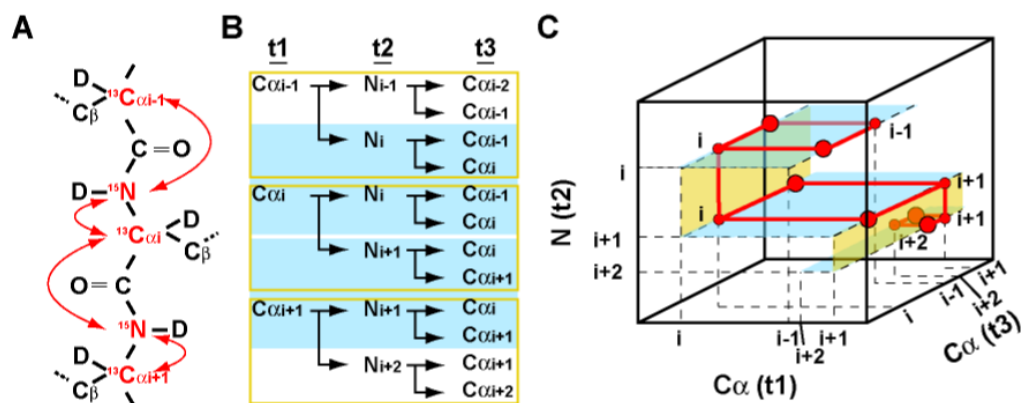 A
B
C
t1 t2 t3
D
¹³Cαi-1
Cβ
C=O
D–¹⁵N
¹³Cαi
D
Cβ
O=C
¹⁵N–D
D
¹³Cαi+1
Cβ
Cαi-1 Ni-1 Cαi-2
Cαi-1
Ni Cαi-1
Cαi
Cαi Ni Cαi-1
Cαi
Ni+1 Cαi
Cαi+1
Cαi+1 Ni+1 Cαi
Cαi+1
Ni+2 Cαi+1
Cαi+2
N (t2)
i
i+1
i+2
i
i-1
i
i+1
i+1
i+2
i
i-1
i+2
i+1
Cα (t1)
i
i-1
i+2
i+1
Cα (t3)